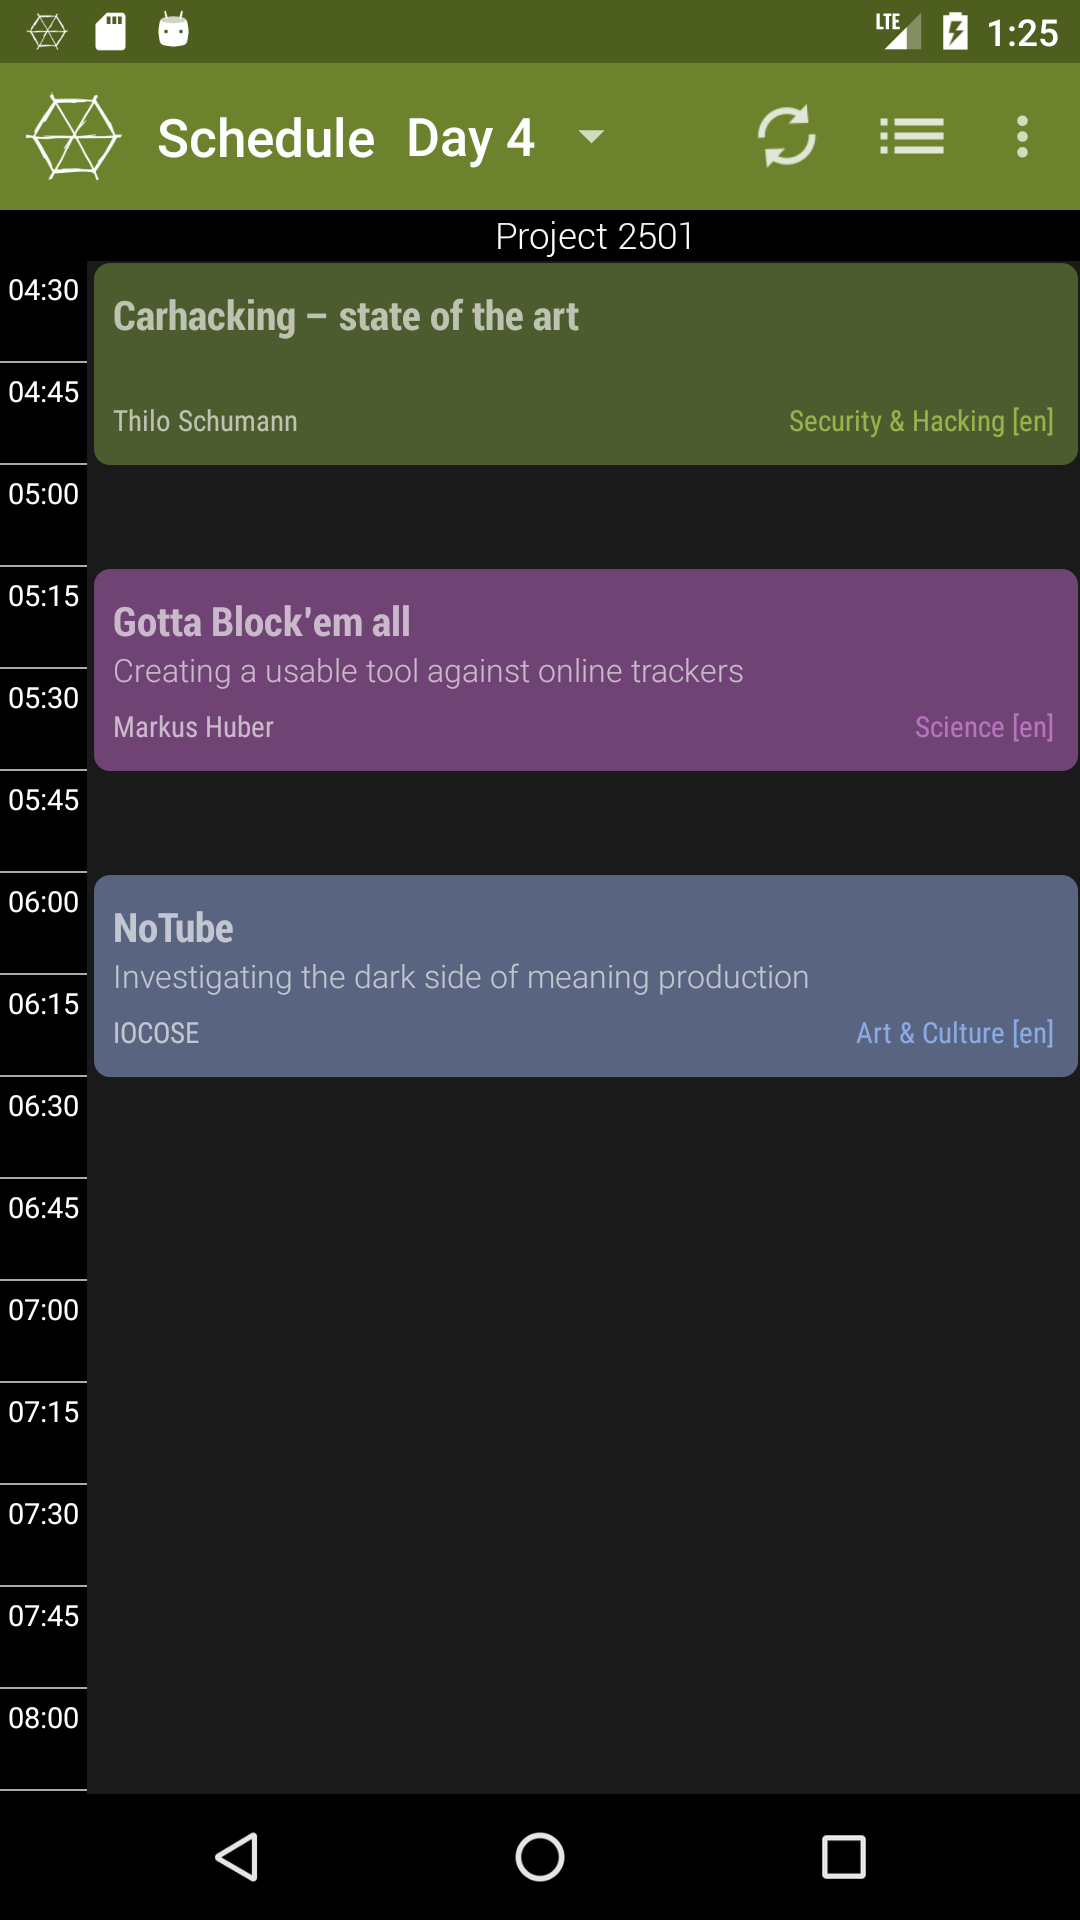 LTE 1:25
Schedule Day 4
Project 2501
04:30
Carhacking – state of the art
04:45
Thilo Schumann Security & Hacking [en]
05:00
05:15
Gotta Block'em all
Creating a usable tool against online trackers
05:30
Markus Huber Science [en]
05:45
06:00
NoTube
Investigating the dark side of meaning production
06:15
IOCOSE Art & Culture [en]
06:30
06:45
07:00
07:15
07:30
07:45
08:00